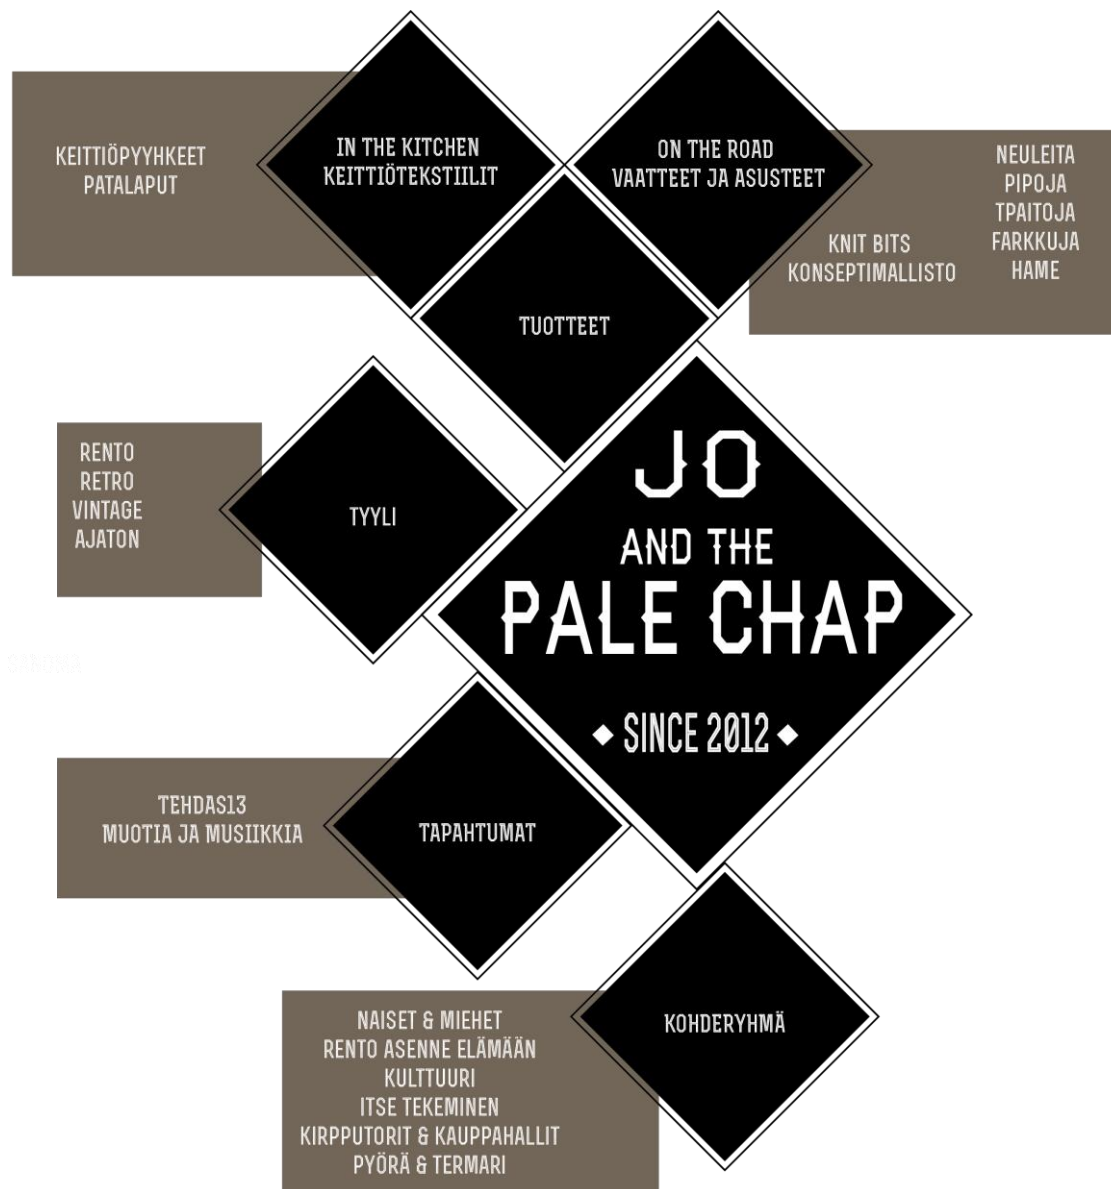 KEITTIÖPYYHKEET
PATALAPUT
IN THE KITCHEN
KEITTIÖTEKSTIILIT
ON THE ROAD
VAATTEET JA ASUSTEET
KNIT BITS
KONSEPTIMALLISTO
NEULEITA
PIPOJA
TPAITOJA
FARKKUJA
HAME
TUOTTEET
RENTO
RETRO
VINTAGE
AJATON
TYYLI
JO
AND THE
PALE CHAP
SINCE 2012
TEHDAS13
MUOTIA JA MUSIIKKIA
TAPAHTUMAT
NAISET & MIEHET
RENTO ASENNE ELÄMÄÄN
KULTTUURI
ITSE TEKEMINEN
KIRPPUTORIT & KAUPPAHALLIT
PYÖRÄ & TERMARI
KOHDERYHMÄ